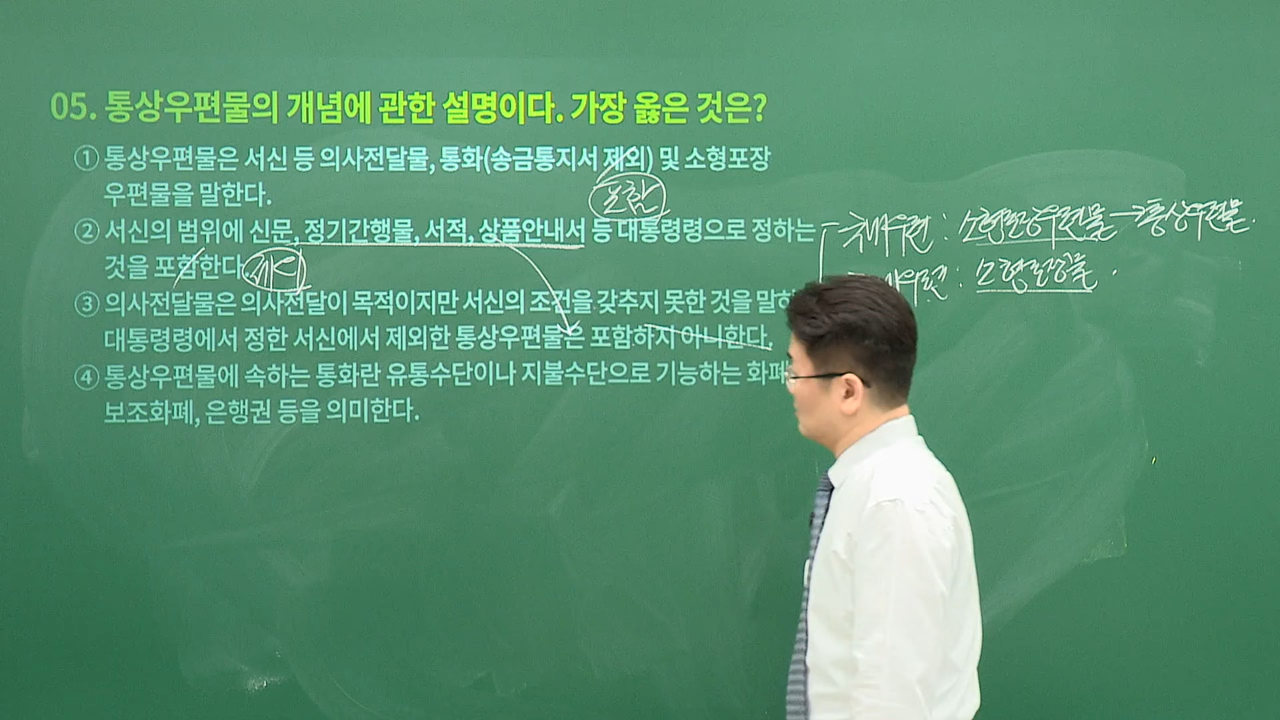 05. 통상우편물의 개념에 관한 설명이다. 가장 옳은 것은?
① 통상우편물은 서신 등 의사전달물, 통화(송금통지서 제외) 및 소형포장
우편물을 말한다.
포함
② 서신의 범위에 신문, 정기간행물, 서적, 상품안내서 등 대통령령으로 정하는
것을 포함한다.
제외
③ 의사전달물은 의사전달이 목적이지만 서신의 조건을 갖추지 못한 것을 말하
대통령령에서 정한 서신에서 제외한 통상우편물은 포함하지 아니한다.
④ 통상우편물에 속하는 통화란 유통수단이나 지불수단으로 기능하는 화폐
보조화폐, 은행권 등을 의미한다.
: 소형포장우편물 → 통상우편물.
: 소형포장물.